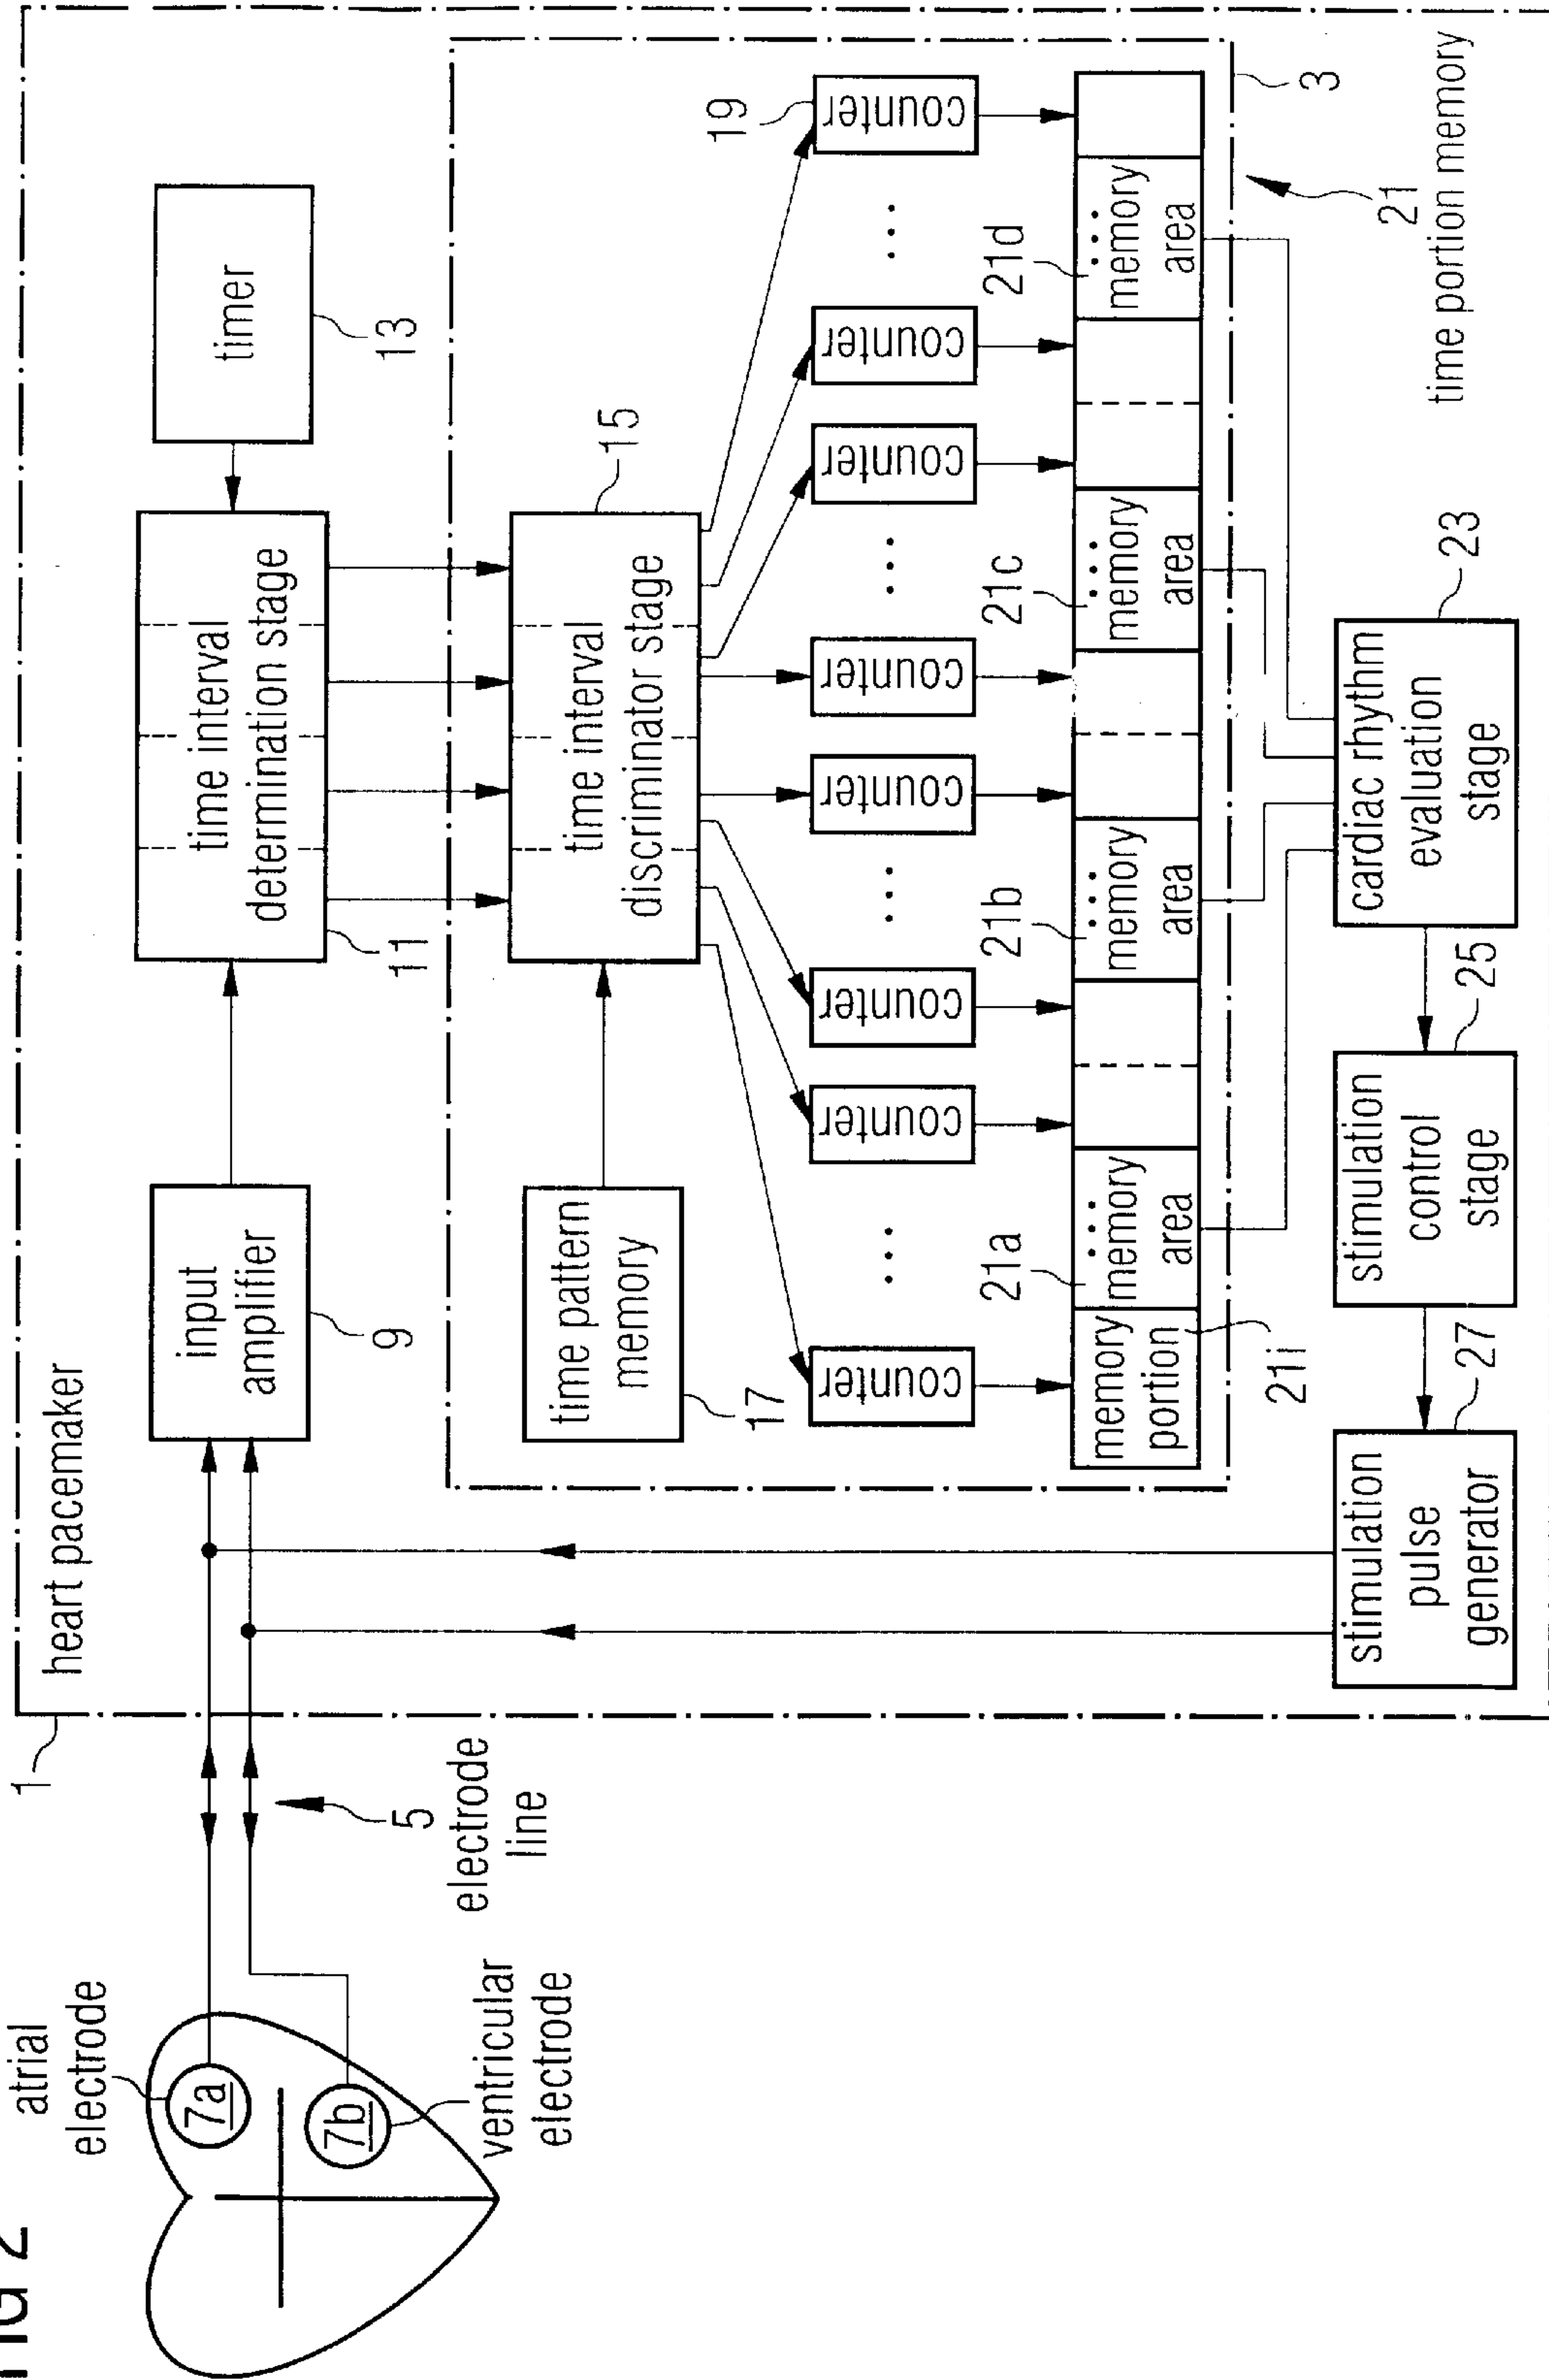 FIG 2
1
heart pacemaker
atrial
electrode
7a
7b
ventricular
electrode
5
electrode
line
input
amplifier
9
time interval
determination stage
11
timer
13
time pattern
memory
17
time interval
discriminator stage
15
counter
counter
counter
counter
counter
counter
counter
counter
19
...
...
...
...
21a
21b
21c
21d
memory
portion
21i
...
memory
area
...
memory
area
...
memory
area
...
memory
area
3
21
time portion memory
stimulation
pulse
generator
27
stimulation
control
stage
25
cardiac rhythm
evaluation
stage
23